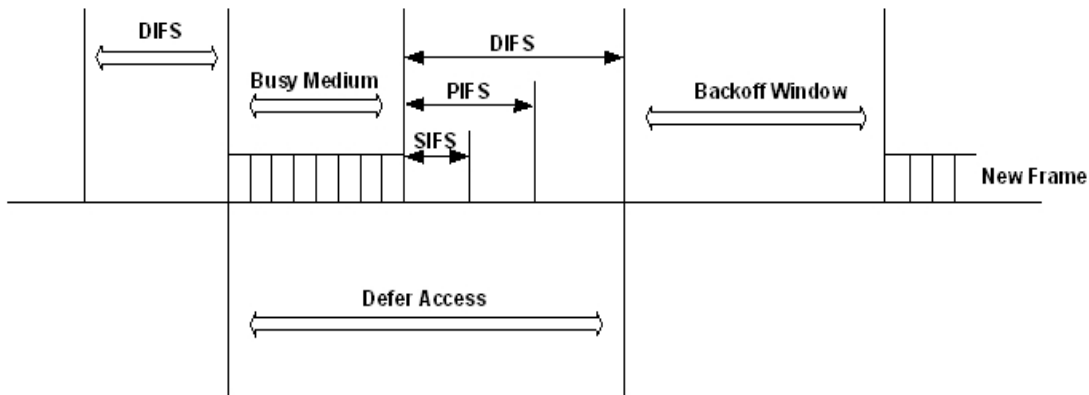 DIFS
DIFS
Busy Medium
PIFS
Backoff Window
SIFS
New Frame
Defer Access